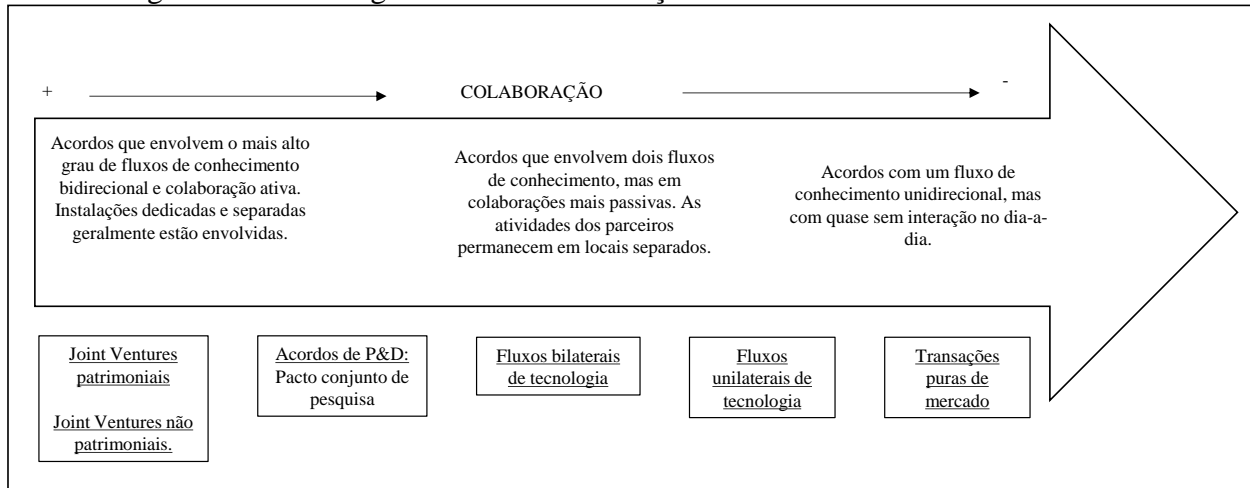 +
COLABORAÇÃO
-
Acordos que envolvem o mais alto
grau de fluxos de conhecimento
bidirecional e colaboração ativa.
Instalações dedicadas e separadas
geralmente estão envolvidas.
Acordos que envolvem dois fluxos
de conhecimento, mas em
colaborações mais passivas. As
atividades dos parceiros
permanecem em locais separados.
Acordos com um fluxo de
conhecimento unidirecional, mas
com quase sem interação no dia-a-
dia.
Joint Ventures
patrimoniais
Joint Ventures não
patrimoniais.
Acordos de P&D:
Pacto conjunto de
pesquisa
Fluxos bilaterais
de tecnologia
Fluxos
unilaterais de
tecnologia
Transações
puras de
mercado